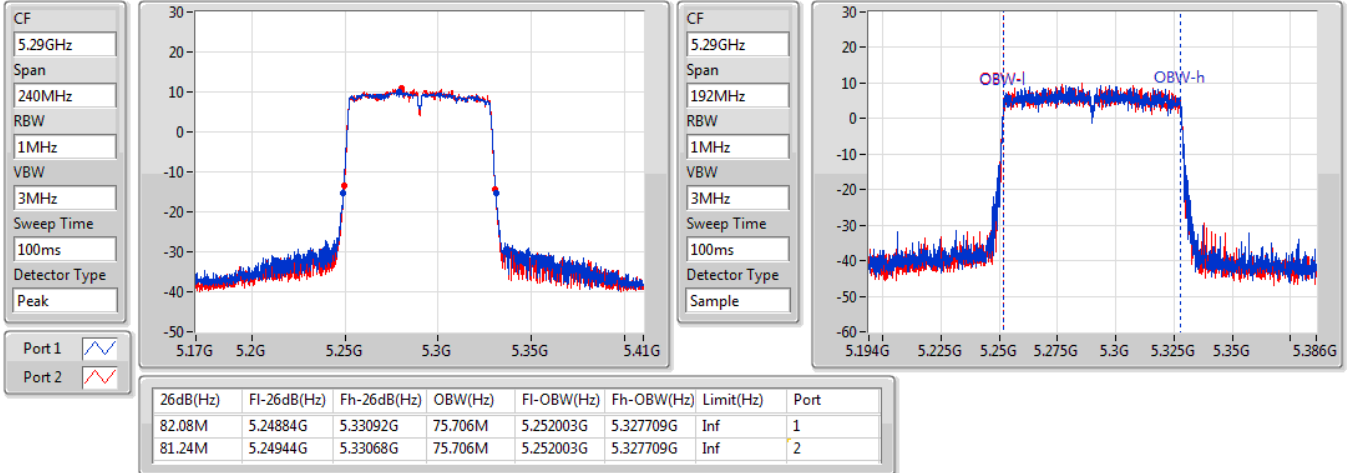 CF
5.29GHz
Span
240MHz
RBW
1MHz
VBW
3MHz
Sweep Time
100ms
Detector Type
Peak
30
20
10
0
-10
-20
-30
-40
-50
5.17G 5.2G 5.25G 5.3G 5.35G 5.41G
CF
5.29GHz
Span
192MHz
RBW
1MHz
VBW
3MHz
Sweep Time
100ms
Detector Type
Sample
30
20
10
0
-10
-20
-30
-40
-50
-60
OBW-l OBW-h
5.194G 5.225G 5.25G 5.275G 5.3G 5.325G 5.35G 5.386G
Port 1
Port 2
26dB(Hz) Fl-26dB(Hz) Fh-26dB(Hz) OBW(Hz) Fl-OBW(Hz) Fh-OBW(Hz) Limit(Hz) Port
82.08M 5.24884G 5.33092G 75.706M 5.252003G 5.327709G Inf 1
81.24M 5.24944G 5.33068G 75.706M 5.252003G 5.327709G Inf 2